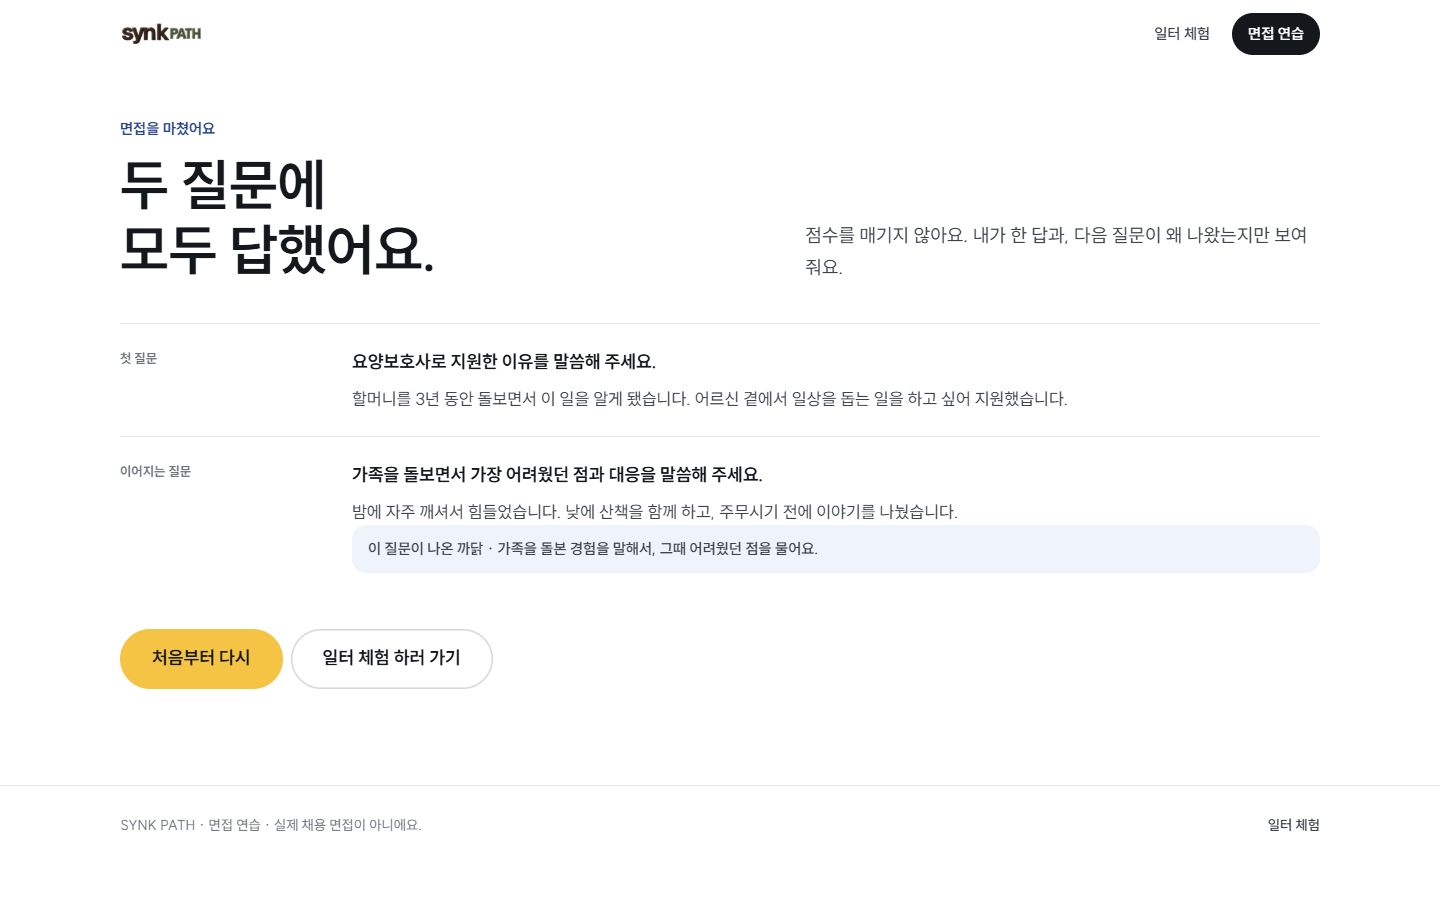 synk PATH
일터 체험
면접 연습
면접을 마쳤어요
두 질문에
모두 답했어요.
점수를 매기지 않아요. 내가 한 답과, 다음 질문이 왜 나왔는지만 보여
줘요.
첫 질문
요양보호사로 지원한 이유를 말씀해 주세요.
할머니를 3년 동안 돌보면서 이 일을 알게 됐습니다. 어르신 곁에서 일상을 돕는 일을 하고 싶어 지원했습니다.
이어지는 질문
가족을 돌보면서 가장 어려웠던 점과 대응을 말씀해 주세요.
밤에 자주 깨셔서 힘들었습니다. 낮에 산책을 함께 하고, 주무시기 전에 이야기를 나눴습니다.
이 질문이 나온 까닭 · 가족을 돌본 경험을 말해서, 그때 어려웠던 점을 물어요.
처음부터 다시
일터 체험 하러 가기
SYNK PATH · 면접 연습 · 실제 채용 면접이 아니에요.
일터 체험